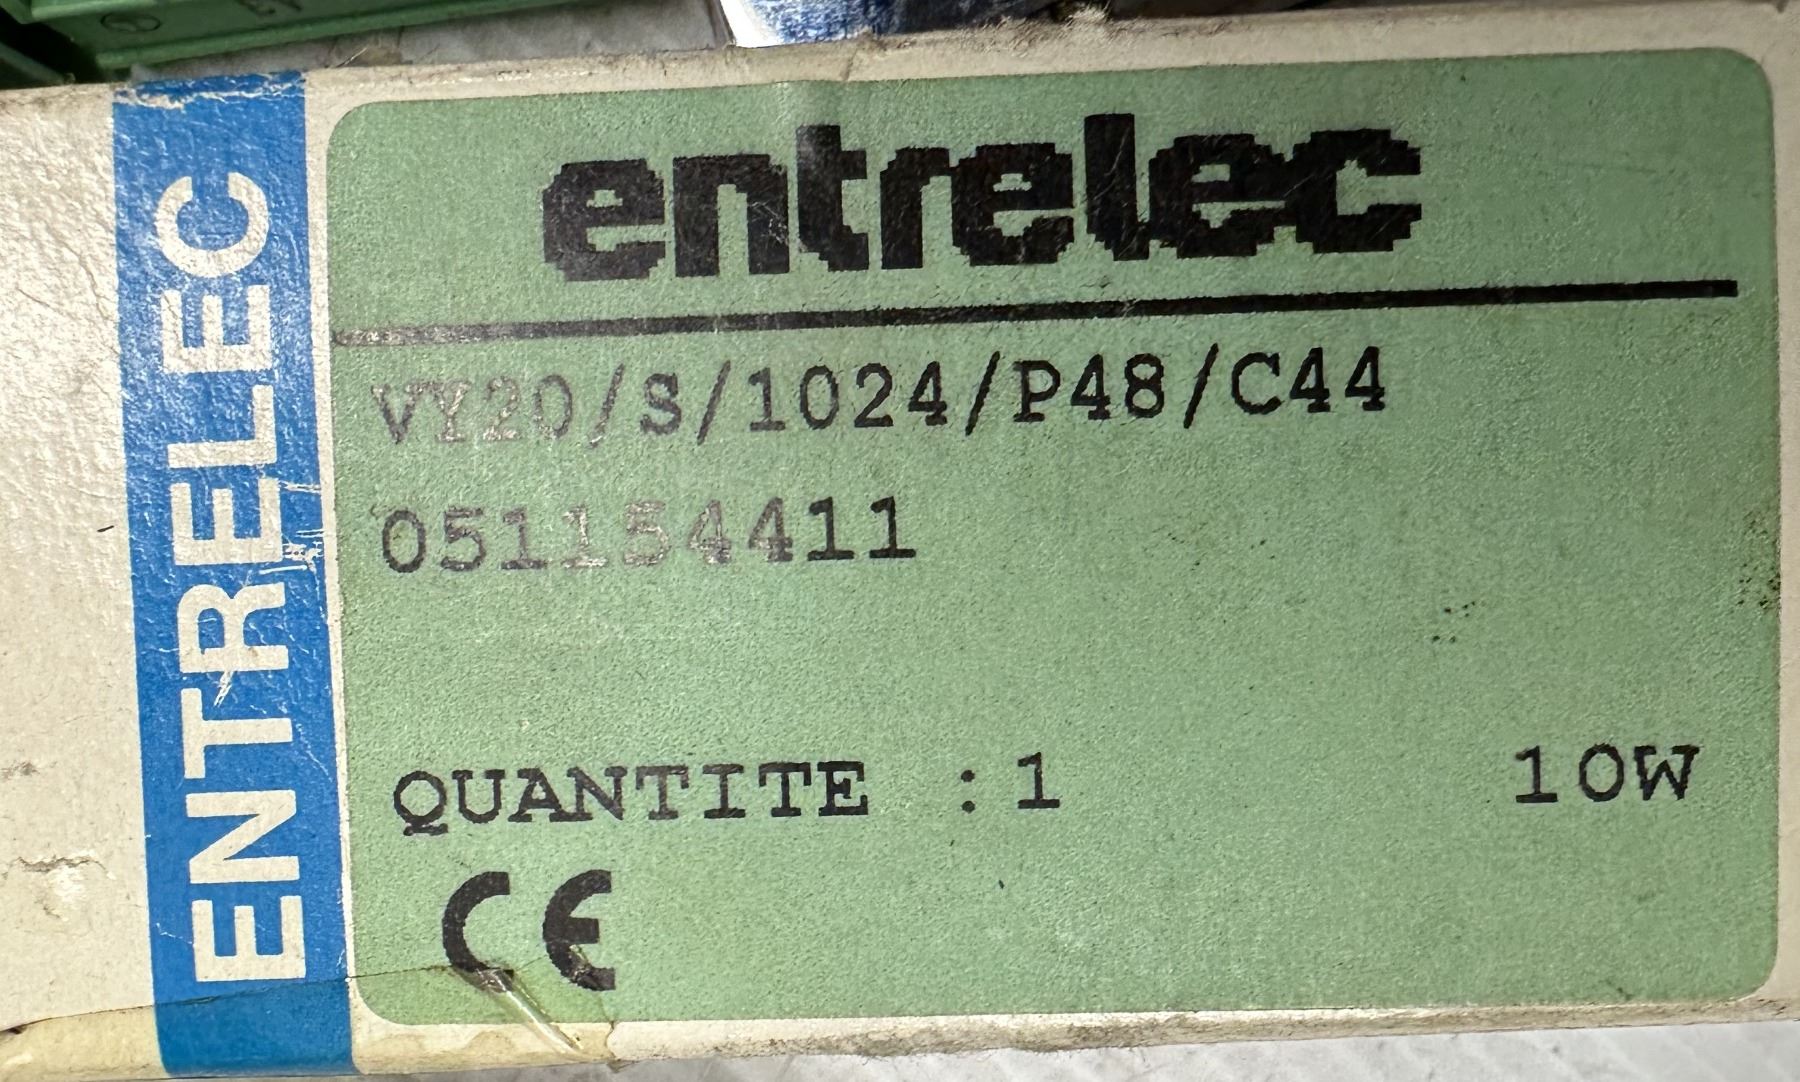 ENTRELEC
entrelec
VY20/S/1024/P48/C44
051154411
QUANTITE : 1 10W
CE